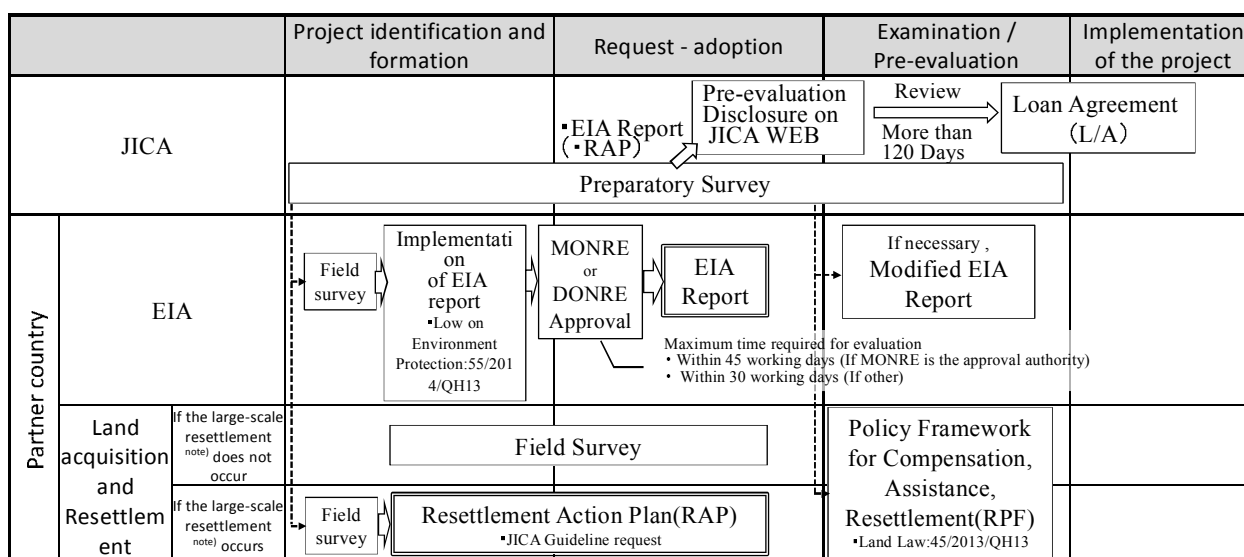 Project identification and
formation
Request - adoption
Examination /
Pre-evaluation
Implementation
of the project
JICA
▪EIA Report
(▪RAP)
Pre-evaluation
Disclosure on
JICA WEB
Review
More than
120 Days
Loan Agreement
(L/A)
Preparatory Survey
Partner country
EIA
Field
survey
Implementati
on
of EIA
report
▪Low on
Environment
Protection:55/201
4/QH13
MONRE
or
DONRE
Approval
EIA
Report
If necessary ,
Modified EIA
Report
Maximum time required for evaluation
• Within 45 working days (If MONRE is the approval authority)
• Within 30 working days (If other)
Land
acquisition
and
Resettlem
ent
If the large-scale
resettlement
note) does not
occur
Field Survey
Policy Framework
for Compensation,
Assistance,
Resettlement(RPF)
▪Land Law:45/2013/QH13
If the large-scale
resettlement
note) occurs
Field
survey
Resettlement Action Plan(RAP)
▪JICA Guideline request